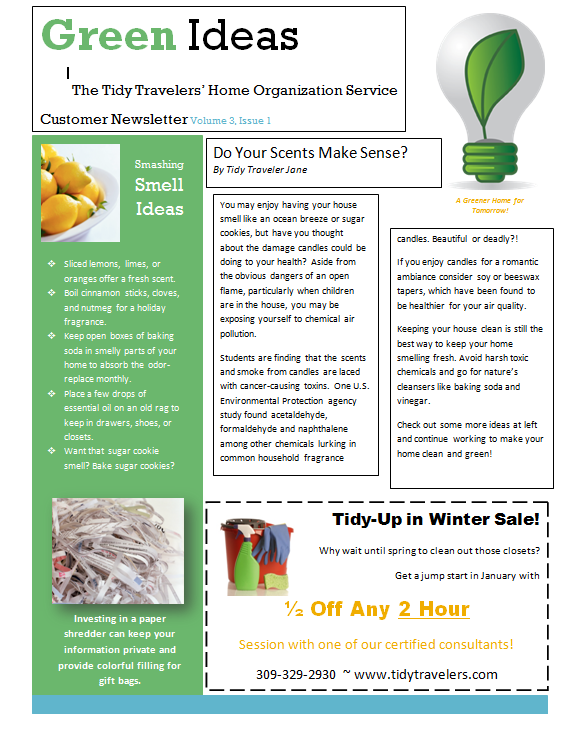 Green Ideas
The Tidy Travelers’ Home Organization Service
Customer Newsletter Volume 3, Issue 1
A Greener Home for
Tomorrow!
Smashing
Smell
Ideas
❖ Sliced lemons, limes, or
oranges offer a fresh scent.
❖ Boil cinnamon sticks, cloves,
and nutmeg for a holiday
fragrance.
❖ Keep open boxes of baking
soda in smelly parts of your
home to absorb the odor-
replace monthly.
❖ Place a few drops of
essential oil on an old rag to
keep in drawers, shoes, or
closets.
❖ Want that sugar cookie
smell? Bake sugar cookies?
Investing in a paper
shredder can keep your
information private and
provide colorful filling for
gift bags.
Do Your Scents Make Sense?
By Tidy Traveler Jane
You may enjoy having your house
smell like an ocean breeze or sugar
cookies, but have you thought
about the damage candles could be
doing to your health? Aside from
the obvious dangers of an open
flame, particularly when children
are in the house, you may be
exposing yourself to chemical air
pollution.
Students are finding that the scents
and smoke from candles are laced
with cancer-causing toxins. One U.S.
Environmental Protection agency
study found acetaldehyde,
formaldehyde and naphthalene
among other chemicals lurking in
common household fragrance
candles. Beautiful or deadly?!
If you enjoy candles for a romantic
ambiance consider soy or beeswax
tapers, which have been found to
be healthier for your air quality.
Keeping your house clean is still the
best way to keep your home
smelling fresh. Avoid harsh toxic
chemicals and go for nature’s
cleansers like baking soda and
vinegar.
Check out some more ideas at left
and continue working to make your
home clean and green!
Tidy-Up in Winter Sale!
Why wait until spring to clean out those closets?
Get a jump start in January with
½ Off Any 2 Hour
Session with one of our certified consultants!
309-329-2930 ~ www.tidytravelers.com